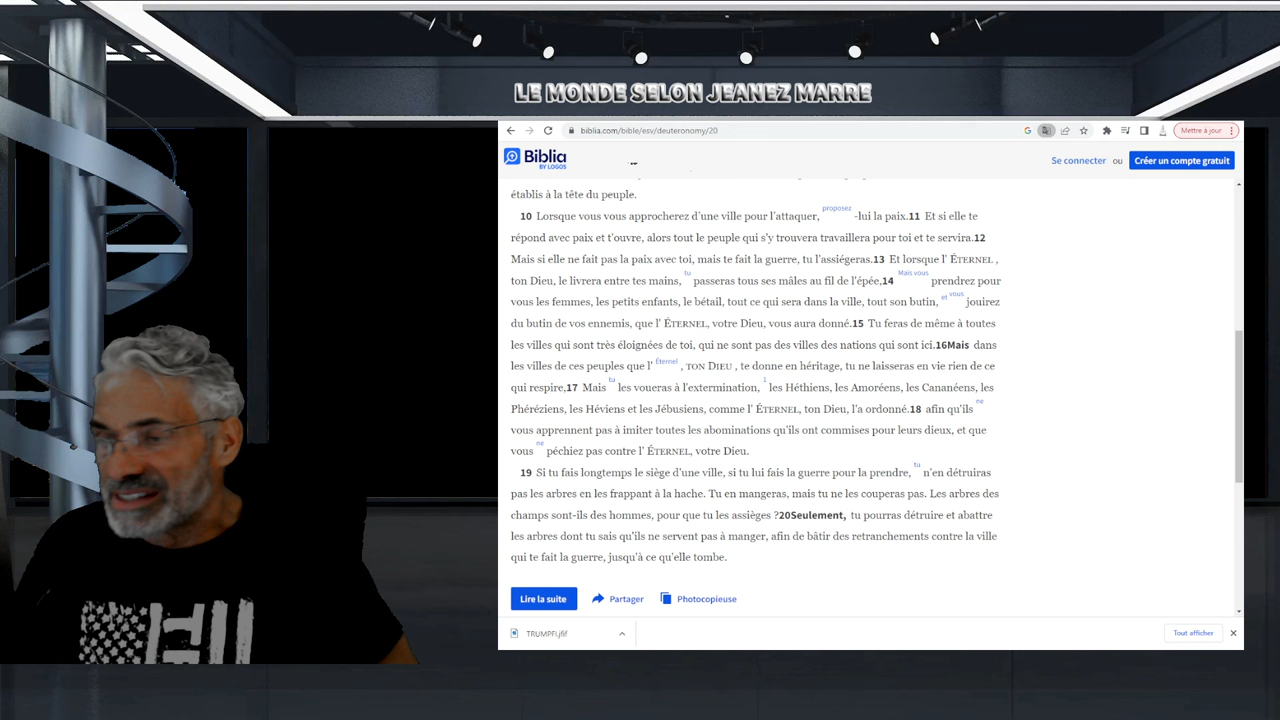 LE MONDE SELON JEANEZ MARRE
biblia.com/bible/esv/deuteronomy/20
Mettre à jour
Biblia
BY LOGOS
Se connecter ou Créer un compte gratuit
établis à la tête du peuple.
10 Lorsque vous vous approcherez d'une ville pour l'attaquer, proposez -lui la paix.11 Et si elle te
répond avec paix et t'ouvre, alors tout le peuple qui s'y trouvera travaillera pour toi et te servira.12
Mais si elle ne fait pas la paix avec toi, mais te fait la guerre, tu l'assiégeras.13 Et lorsque l' ÉTERNEL ,
ton Dieu, le livrera entre tes mains, tu passeras tous ses mâles au fil de l'épée,14 Mais vous prendrez pour
vous les femmes, les petits enfants, le bétail, tout ce qui sera dans la ville, tout son butin, et vous jouirez
du butin de vos ennemis, que l' ÉTERNEL, votre Dieu, vous aura donné.15 Tu feras de même à toutes
les villes qui sont très éloignées de toi, qui ne sont pas des villes des nations qui sont ici.16Mais dans
les villes de ces peuples que l' Éternel , TON DIEU , te donne en héritage, tu ne laisseras en vie rien de ce
qui respire,17 Mais tu les voueras à l'extermination, 1 les Héthiens, les Amoréens, les Cananéens, les
Phéréziens, les Héviens et les Jébusiens, comme l' ÉTERNEL, ton Dieu, l'a ordonné.18 afin qu'ils ne
vous apprennent pas à imiter toutes les abominations qu'ils ont commises pour leurs dieux, et que
vous ne péchiez pas contre l' ÉTERNEL, votre Dieu.
19 Si tu fais longtemps le siège d'une ville, si tu lui fais la guerre pour la prendre, tu n'en détruiras
pas les arbres en les frappant à la hache. Tu en mangeras, mais tu ne les couperas pas. Les arbres des
champs sont-ils des hommes, pour que tu les assièges ?20Seulement, tu pourras détruire et abattre
les arbres dont tu sais qu'ils ne servent pas à manger, afin de bâtir des retranchements contre la ville
qui te fait la guerre, jusqu'à ce qu'elle tombe.
Lire la suite Partager Photocopieuse
TRUMPFI.jfif
Tout afficher